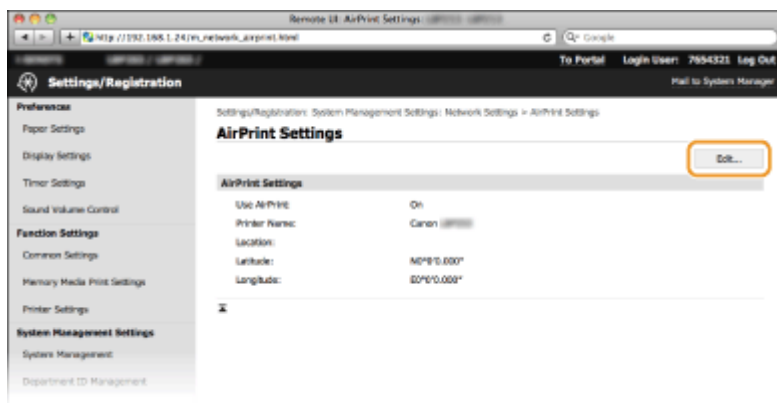 Remote UI: AirPrint Settings:
http://192.168.1.24/m_network_airprint.html
Google
To Portal Login User: 7654321 Log Out
Settings/Registration
Mail to System Manager
Preferences
Paper Settings
Display Settings
Timer Settings
Sound Volume Control
Function Settings
Common Settings
Memory Media Print Settings
Printer Settings
System Management Settings
System Management
Department ID Management
Settings/Registration: System Management Settings: Network Settings > AirPrint Settings
AirPrint Settings
Edit...
AirPrint Settings
Use AirPrint: On
Printer Name: Canon
Location:
Latitude: N0°0'0.000"
Longitude: E0°0'0.000"